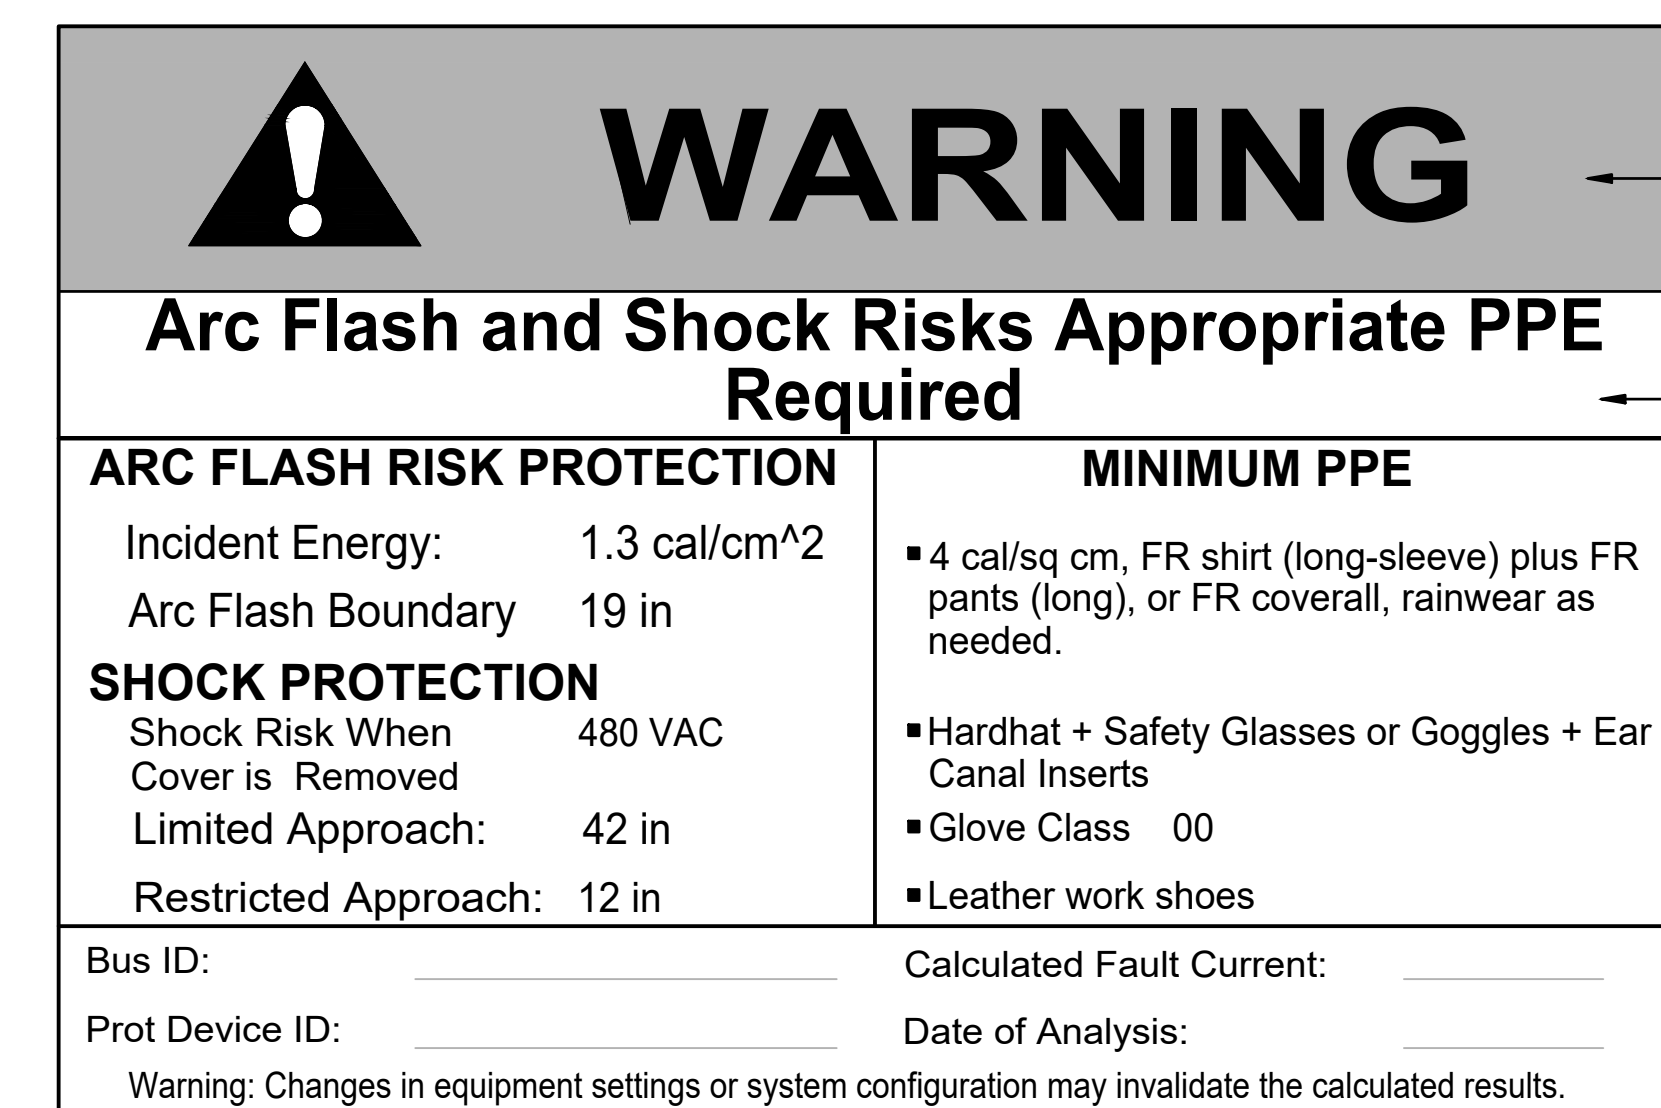 WARNING
Arc Flash and Shock Risks Appropriate PPE
Required
ARC FLASH RISK PROTECTION
Incident Energy: 1.3 cal/cm^2
Arc Flash Boundary 19 in
SHOCK PROTECTION
Shock Risk When 480 VAC
Cover is Removed
Limited Approach: 42 in
Restricted Approach: 12 in
MINIMUM PPE
▪ 4 cal/sq cm, FR shirt (long-sleeve) plus FR
pants (long), or FR coverall, rainwear as
needed.
▪ Hardhat + Safety Glasses or Goggles + Ear
Canal Inserts
▪ Glove Class 00
▪ Leather work shoes
Bus ID:
Calculated Fault Current:
Prot Device ID:
Date of Analysis:
Warning: Changes in equipment settings or system configuration may invalidate the calculated results.